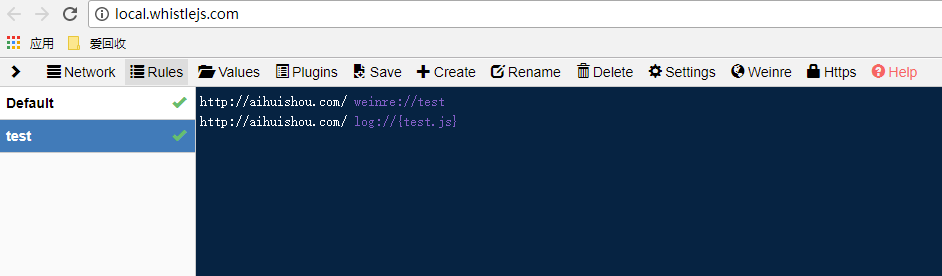 local.whistlejs.com
应用 爱回收
Network Rules Values Plugins Save Create Rename Delete Settings Weinre Https Help
Default
test
http://aihuishou.com/ weinre://test
http://aihuishou.com/ log://{test.js}